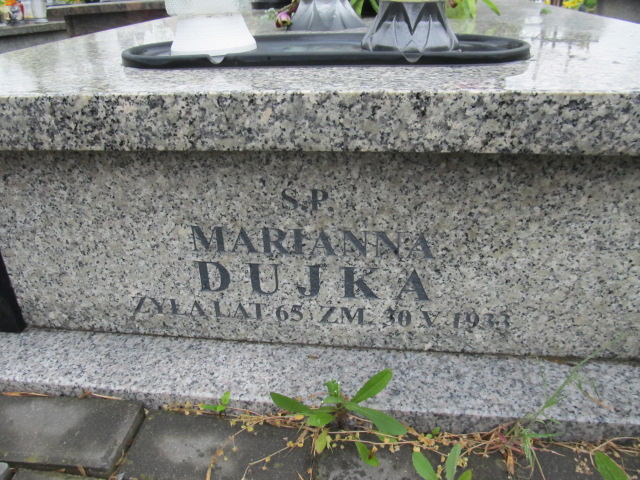 Ś.P.
MARIANNA
DUJKA
ŻYŁA LAT 65 ZM. 30 V 1933